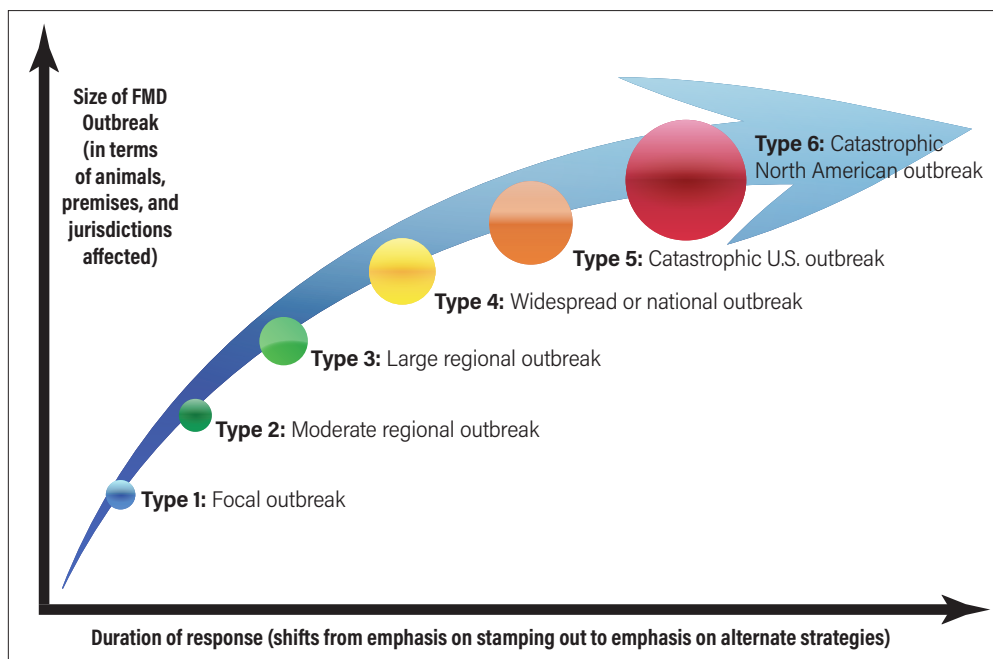 Size of FMD
Outbreak
(in terms
of animals,
premises, and
jurisdictions
affected)
Type 6: Catastrophic
North American outbreak
Type 5: Catastrophic U.S. outbreak
Type 4: Widespread or national outbreak
Type 3: Large regional outbreak
Type 2: Moderate regional outbreak
Type 1: Focal outbreak
Duration of response (shifts from emphasis on stamping out to emphasis on alternate strategies)